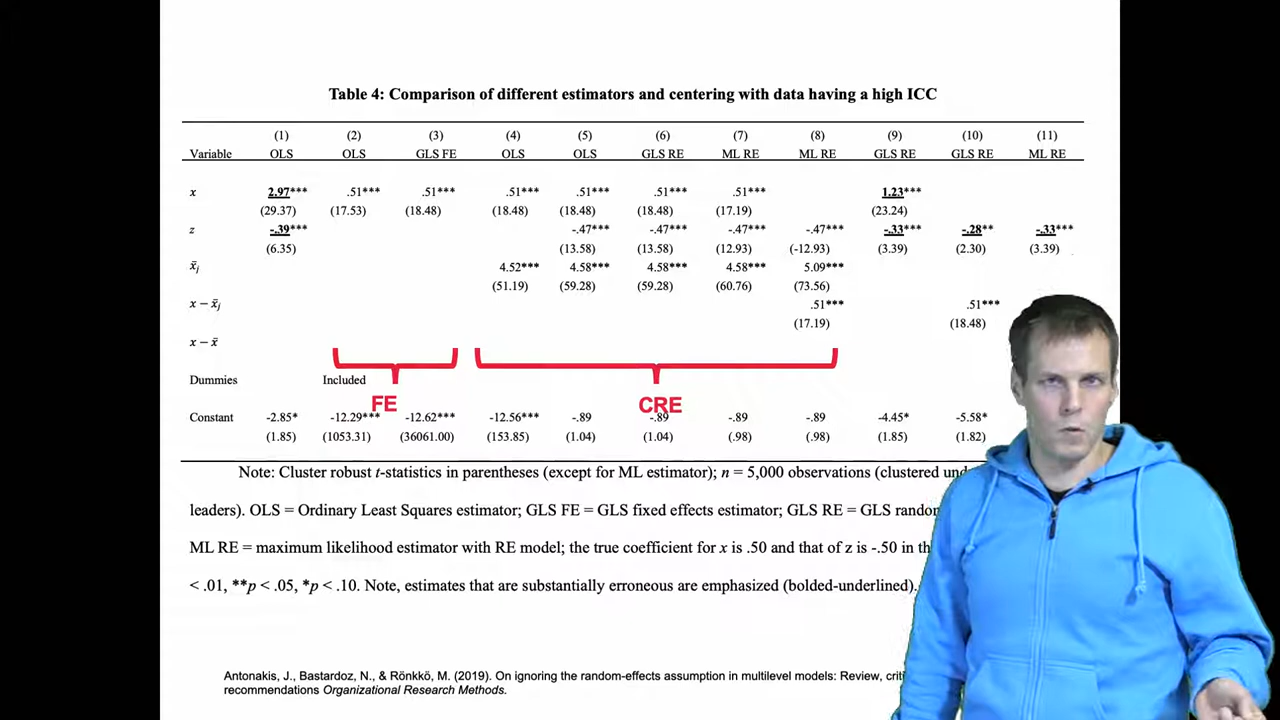 Table 4: Comparison of different estimators and centering with data having a high ICC
(1) (2) (3) (4) (5) (6) (7) (8) (9) (10) (11)
Variable OLS OLS GLS FE OLS OLS GLS RE ML RE ML RE GLS RE GLS RE ML RE
x 2.97*** .51*** .51*** .51*** .51*** .51*** .51*** 1.23***
(29.37) (17.53) (18.48) (18.48) (18.48) (18.48) (17.19) (23.24)
z -.39*** -.47*** -.47*** -.47*** -.47*** -.33*** -.28** -.33***
(6.35) (13.58) (13.58) (12.93) (-12.93) (3.39) (2.30) (3.39)
x̄j 4.52*** 4.58*** 4.58*** 4.58*** 5.09***
(51.19) (59.28) (59.28) (60.76) (73.56)
x − x̄j .51*** .51***
(17.19) (18.48)
x − x̄
Dummies Included
FE CRE
Constant -2.85* -12.29*** -12.62*** -12.56*** -.89 -.89 -.89 -.89 -4.45* -5.58*
(1.85) (1053.31) (36061.00) (153.85) (1.04) (1.04) (.98) (.98) (1.85) (1.82)
Note: Cluster robust t-statistics in parentheses (except for ML estimator); n = 5,000 observations (clustered
leaders). OLS = Ordinary Least Squares estimator; GLS FE = GLS fixed effects estimator; GLS RE = GLS
ML RE = maximum likelihood estimator with RE model; the true coefficient for x is .50 and that of z is -.50 in
< .01, **p < .05, *p < .10. Note, estimates that are substantially erroneous are emphasized (bolded-underlined).
Antonakis, J., Bastardoz, N., & Rönkkö, M. (2019). On ignoring the random-effects assumption in multilevel models: Review,
recommendations Organizational Research Methods.